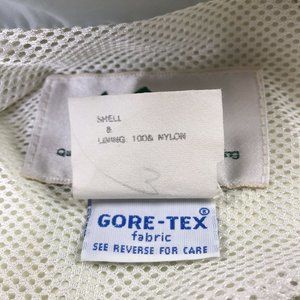 SHELL
&
LINING 100% NYLON
GORE-TEX®
fabric
SEE REVERSE FOR CARE